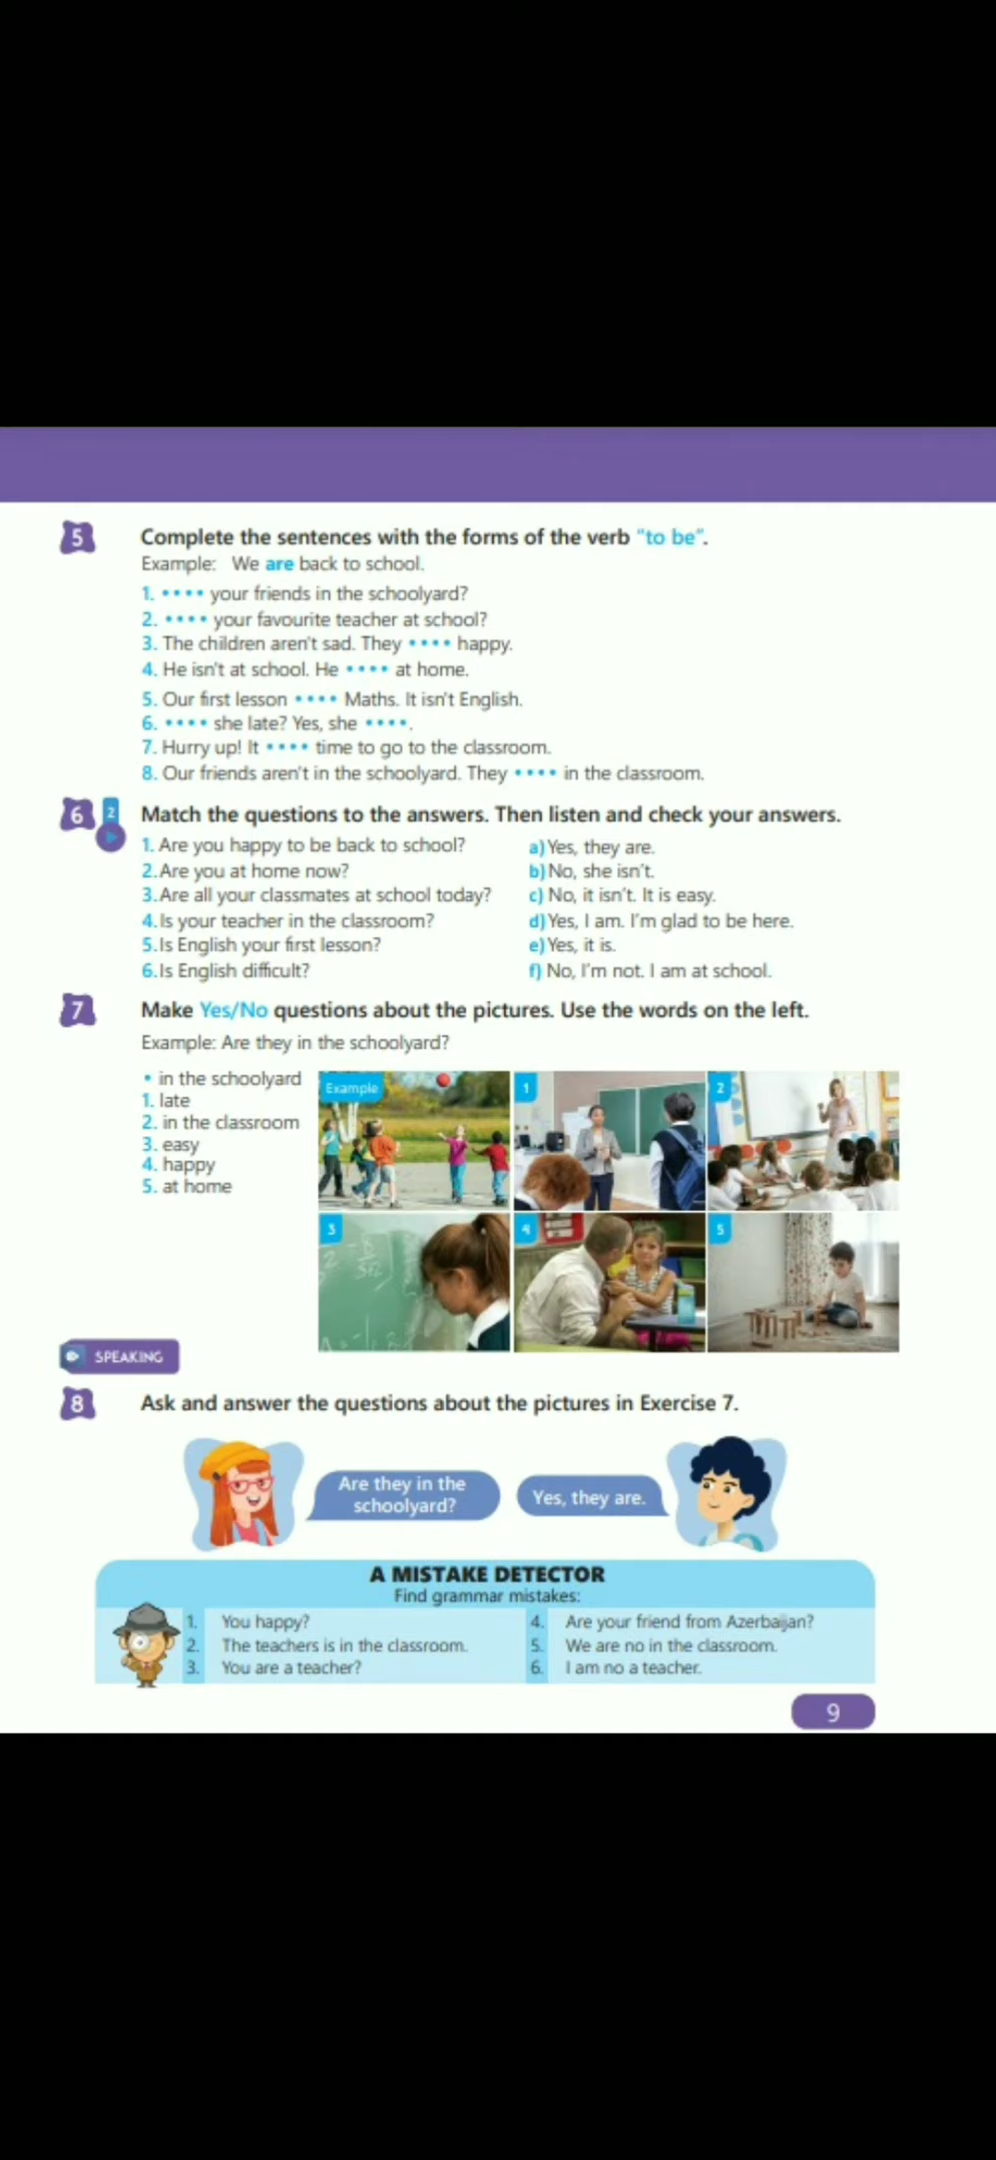 5 Complete the sentences with the forms of the verb "to be".
Example: We are back to school.
1. •••• your friends in the schoolyard?
2. •••• your favourite teacher at school?
3. The children aren't sad. They •••• happy.
4. He isn't at school. He •••• at home.
5. Our first lesson •••• Maths. It isn't English.
6. •••• she late? Yes, she ••••.
7. Hurry up! It •••• time to go to the classroom.
8. Our friends aren't in the schoolyard. They •••• in the classroom.
6 2 Match the questions to the answers. Then listen and check your answers.
1. Are you happy to be back to school?
2. Are you at home now?
3. Are all your classmates at school today?
4. Is your teacher in the classroom?
5. Is English your first lesson?
6. Is English difficult?
a) Yes, they are.
b) No, she isn't.
c) No, it isn't. It is easy.
d) Yes, I am. I'm glad to be here.
e) Yes, it is.
f) No, I'm not. I am at school.
7 Make Yes/No questions about the pictures. Use the words on the left.
Example: Are they in the schoolyard?
• in the schoolyard
1. late
2. in the classroom
3. easy
4. happy
5. at home
Example
1
2
3
4
5
SPEAKING
8 Ask and answer the questions about the pictures in Exercise 7.
Are they in the
schoolyard?
Yes, they are.
A MISTAKE DETECTOR
Find grammar mistakes:
1. You happy?
2. The teachers is in the classroom.
3. You are a teacher?
4. Are your friend from Azerbaijan?
5. We are no in the classroom.
6. I am no a teacher.
9